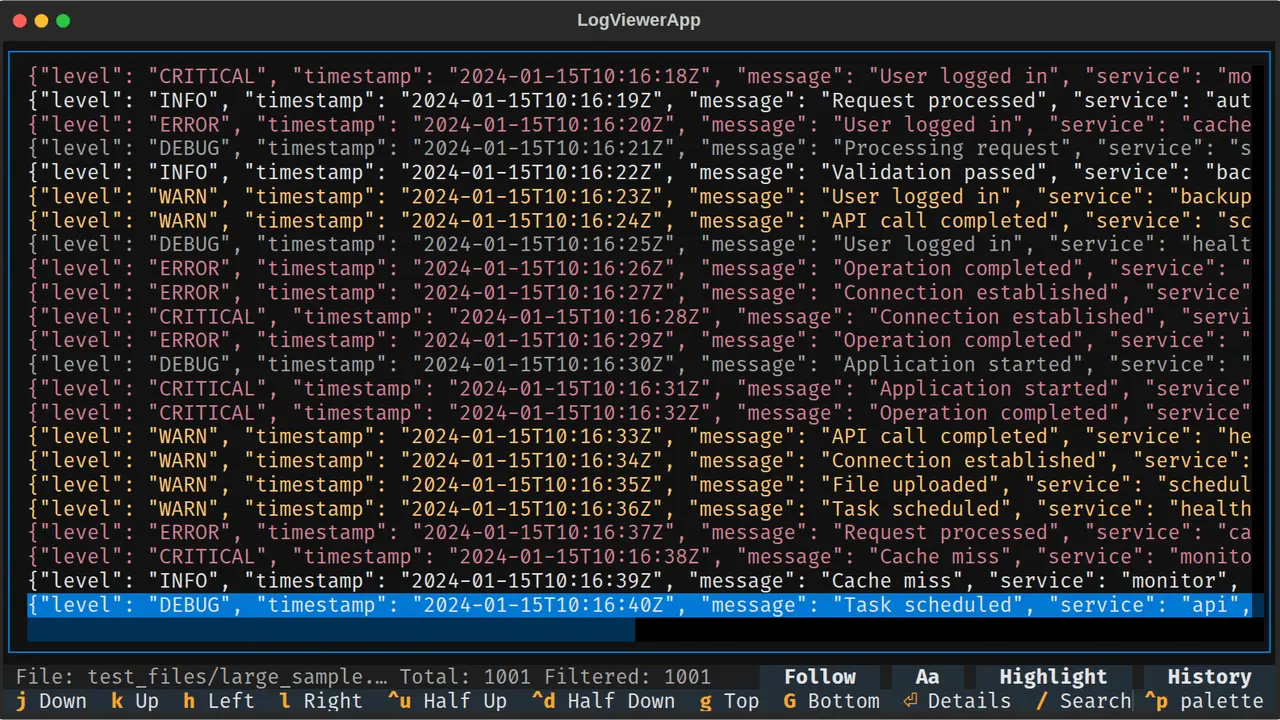 LogViewerApp
{"level": "CRITICAL", "timestamp": "2024-01-15T10:16:18Z", "message": "User logged in", "service": "mo
{"level": "INFO", "timestamp": "2024-01-15T10:16:19Z", "message": "Request processed", "service": "aut
{"level": "ERROR", "timestamp": "2024-01-15T10:16:20Z", "message": "User logged in", "service": "cache
{"level": "DEBUG", "timestamp": "2024-01-15T10:16:21Z", "message": "Processing request", "service": "s
{"level": "INFO", "timestamp": "2024-01-15T10:16:22Z", "message": "Validation passed", "service": "bac
{"level": "WARN", "timestamp": "2024-01-15T10:16:23Z", "message": "User logged in", "service": "backup
{"level": "WARN", "timestamp": "2024-01-15T10:16:24Z", "message": "API call completed", "service": "sc
{"level": "DEBUG", "timestamp": "2024-01-15T10:16:25Z", "message": "User logged in", "service": "healt
{"level": "ERROR", "timestamp": "2024-01-15T10:16:26Z", "message": "Operation completed", "service": "
{"level": "ERROR", "timestamp": "2024-01-15T10:16:27Z", "message": "Connection established", "service"
{"level": "CRITICAL", "timestamp": "2024-01-15T10:16:28Z", "message": "Connection established", "servi
{"level": "ERROR", "timestamp": "2024-01-15T10:16:29Z", "message": "Operation completed", "service": "
{"level": "DEBUG", "timestamp": "2024-01-15T10:16:30Z", "message": "Application started", "service": "
{"level": "CRITICAL", "timestamp": "2024-01-15T10:16:31Z", "message": "Application started", "service"
{"level": "CRITICAL", "timestamp": "2024-01-15T10:16:32Z", "message": "Operation completed", "service"
{"level": "WARN", "timestamp": "2024-01-15T10:16:33Z", "message": "API call completed", "service": "he
{"level": "WARN", "timestamp": "2024-01-15T10:16:34Z", "message": "Connection established", "service":
{"level": "WARN", "timestamp": "2024-01-15T10:16:35Z", "message": "File uploaded", "service": "schedul
{"level": "WARN", "timestamp": "2024-01-15T10:16:36Z", "message": "Task scheduled", "service": "health
{"level": "ERROR", "timestamp": "2024-01-15T10:16:37Z", "message": "Request processed", "service": "ca
{"level": "CRITICAL", "timestamp": "2024-01-15T10:16:38Z", "message": "Cache miss", "service": "monito
{"level": "INFO", "timestamp": "2024-01-15T10:16:39Z", "message": "Cache miss", "service": "monitor",
{"level": "DEBUG", "timestamp": "2024-01-15T10:16:40Z", "message": "Task scheduled", "service": "api",
File: test_files/large_sample.… Total: 1001 Filtered: 1001 Follow Aa Highlight History
j Down k Up h Left l Right ^u Half Up ^d Half Down g Top G Bottom ⏎ Details / Search ^p palette